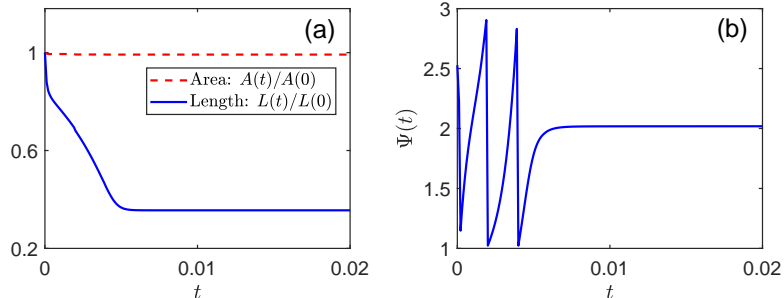 (a)
1
0.6
0.2
0
0.01
0.02
t
Area: A(t)/A(0)
Length: L(t)/L(0)
(b)
3
2.5
2
1.5
1
Ψ(t)
0
0.01
0.02
t